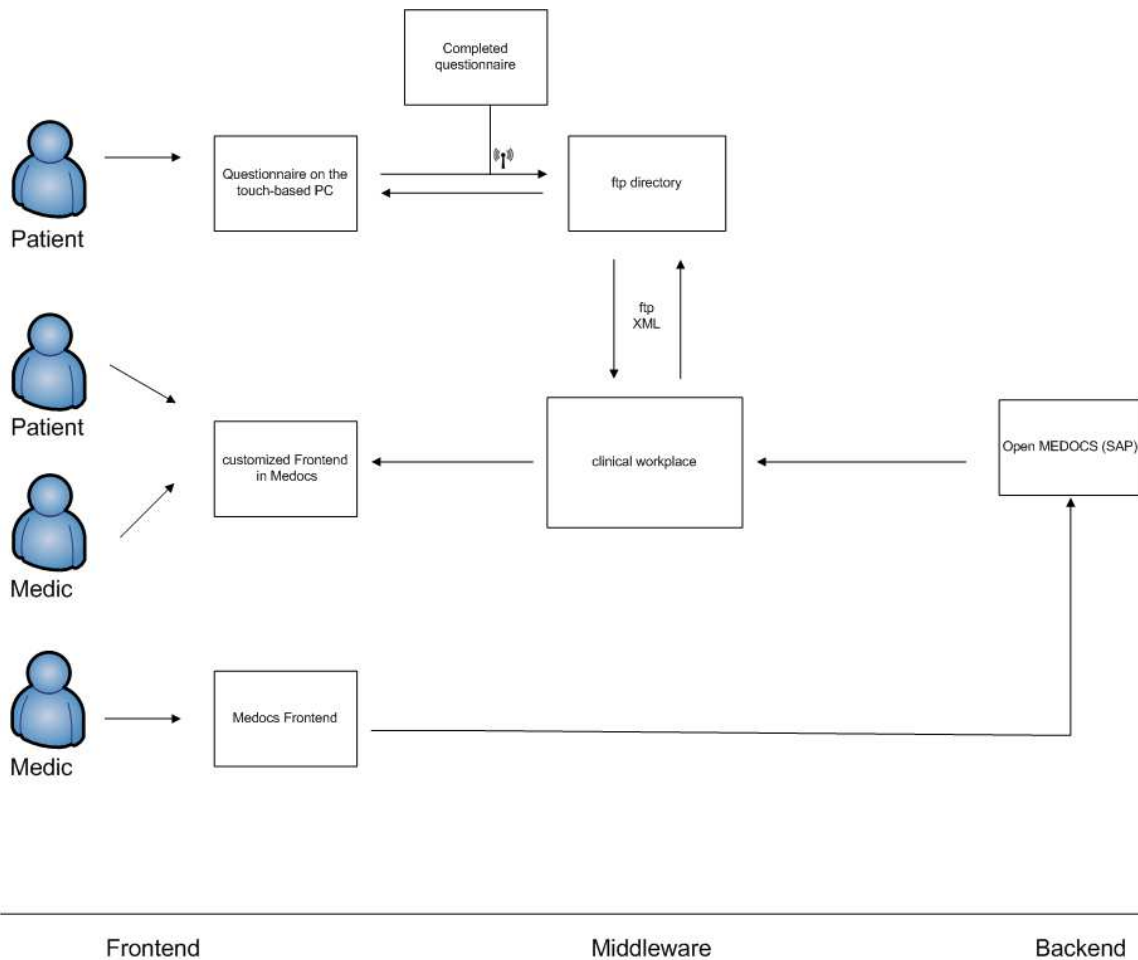 Completed
questionnaire
Questionnaire on the
touch-based PC
ftp directory
Patient
ftp
XML
Patient
customized Frontend
in Medocs
clinical workplace
Open MEDOCS (SAP)
Medic
Medocs Frontend
Medic
Frontend
Middleware
Backend